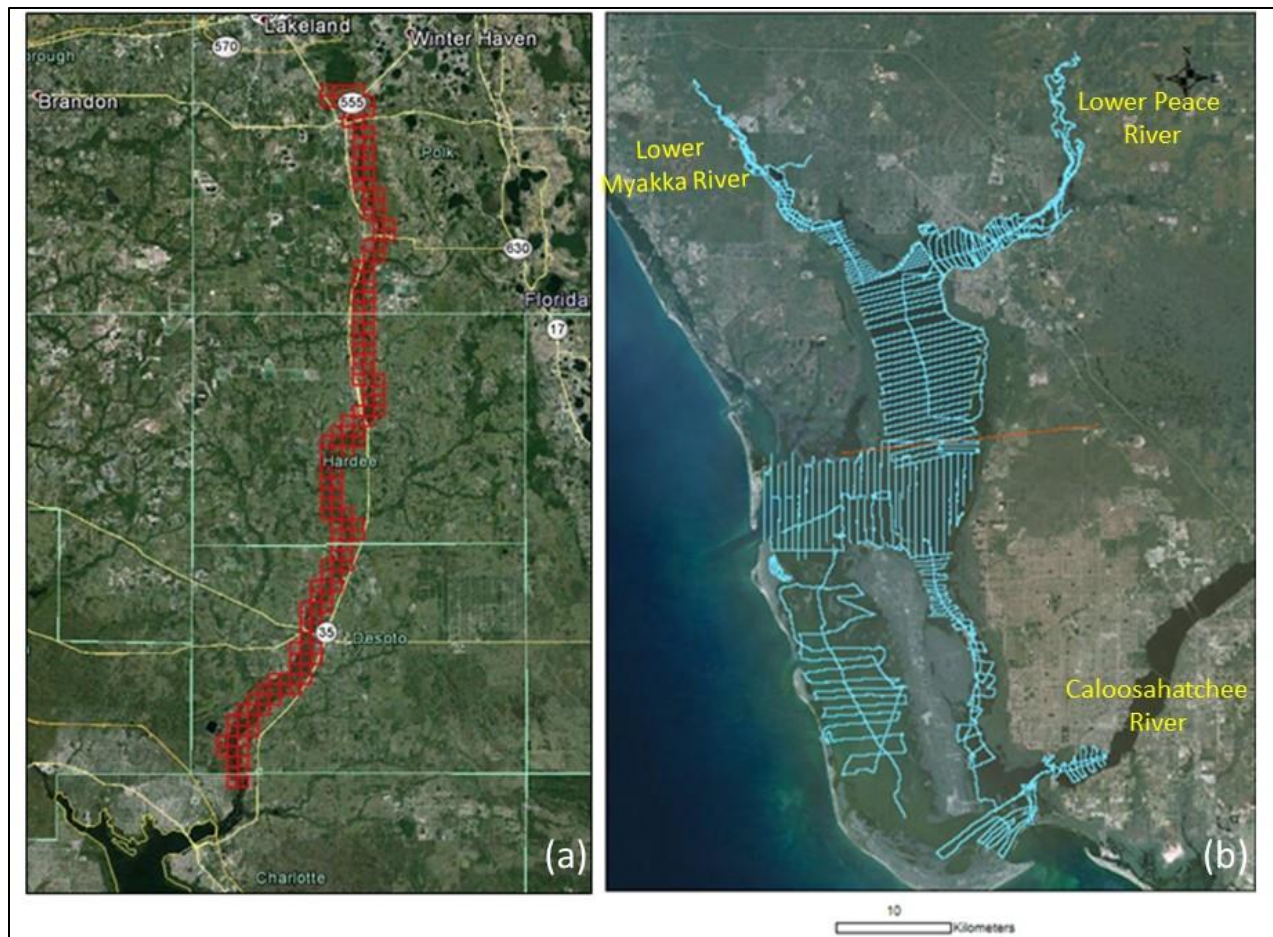 Lakeland
570
Winter Haven
Brandon
555
Polk
630
Florida
17
Hardee
35
Desoto
(a)
Charlotte
Lower Peace
River
Lower
Myakka River
Caloosahatchee
River
(b)
10
Kilometers